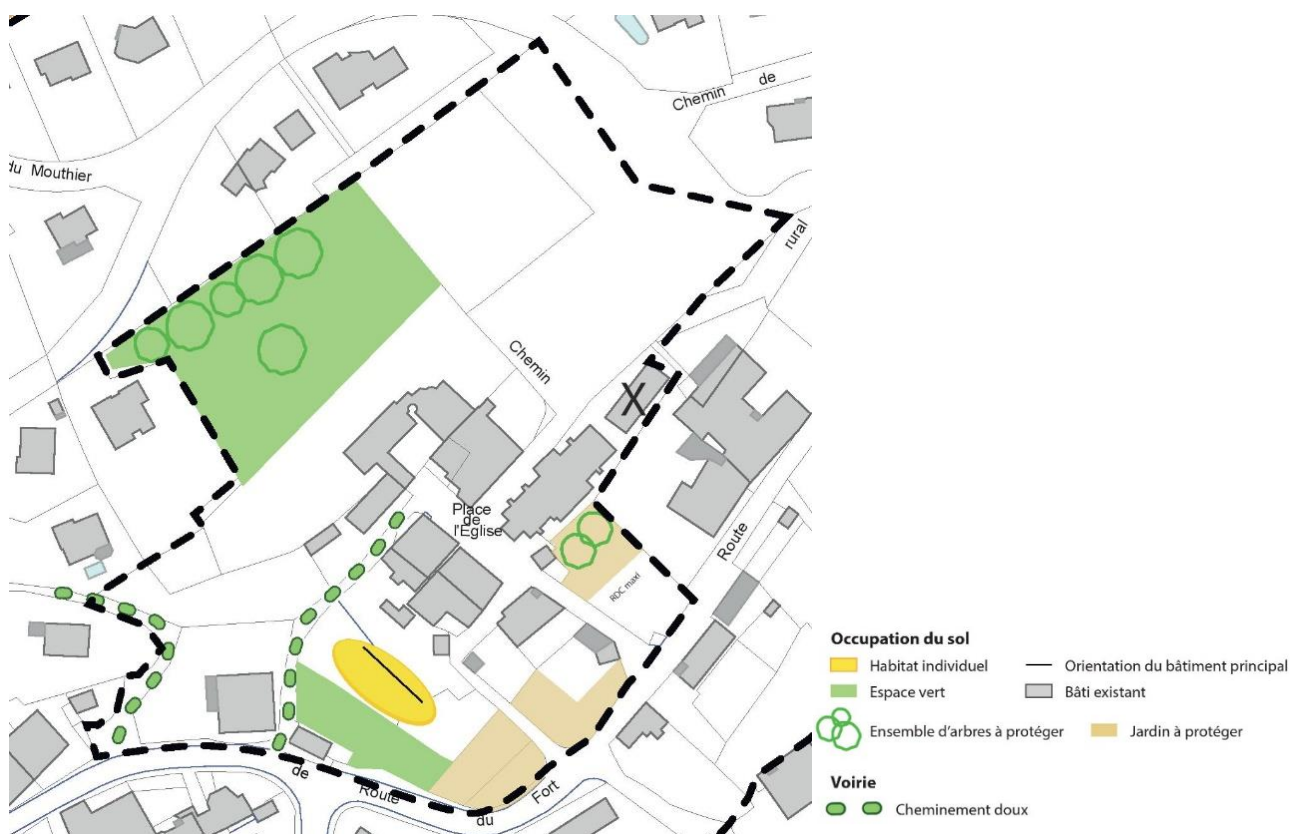 Chemin de
du Mouthier
rural
Chemin
X
Place
de
l'Eglise
Route
RDC maxi
de
Route
du
Fort
Occupation du sol
Habitat individuel
Orientation du bâtiment principal
Espace vert
Bâti existant
Ensemble d'arbres à protéger
Jardin à protéger
Voirie
Cheminement doux